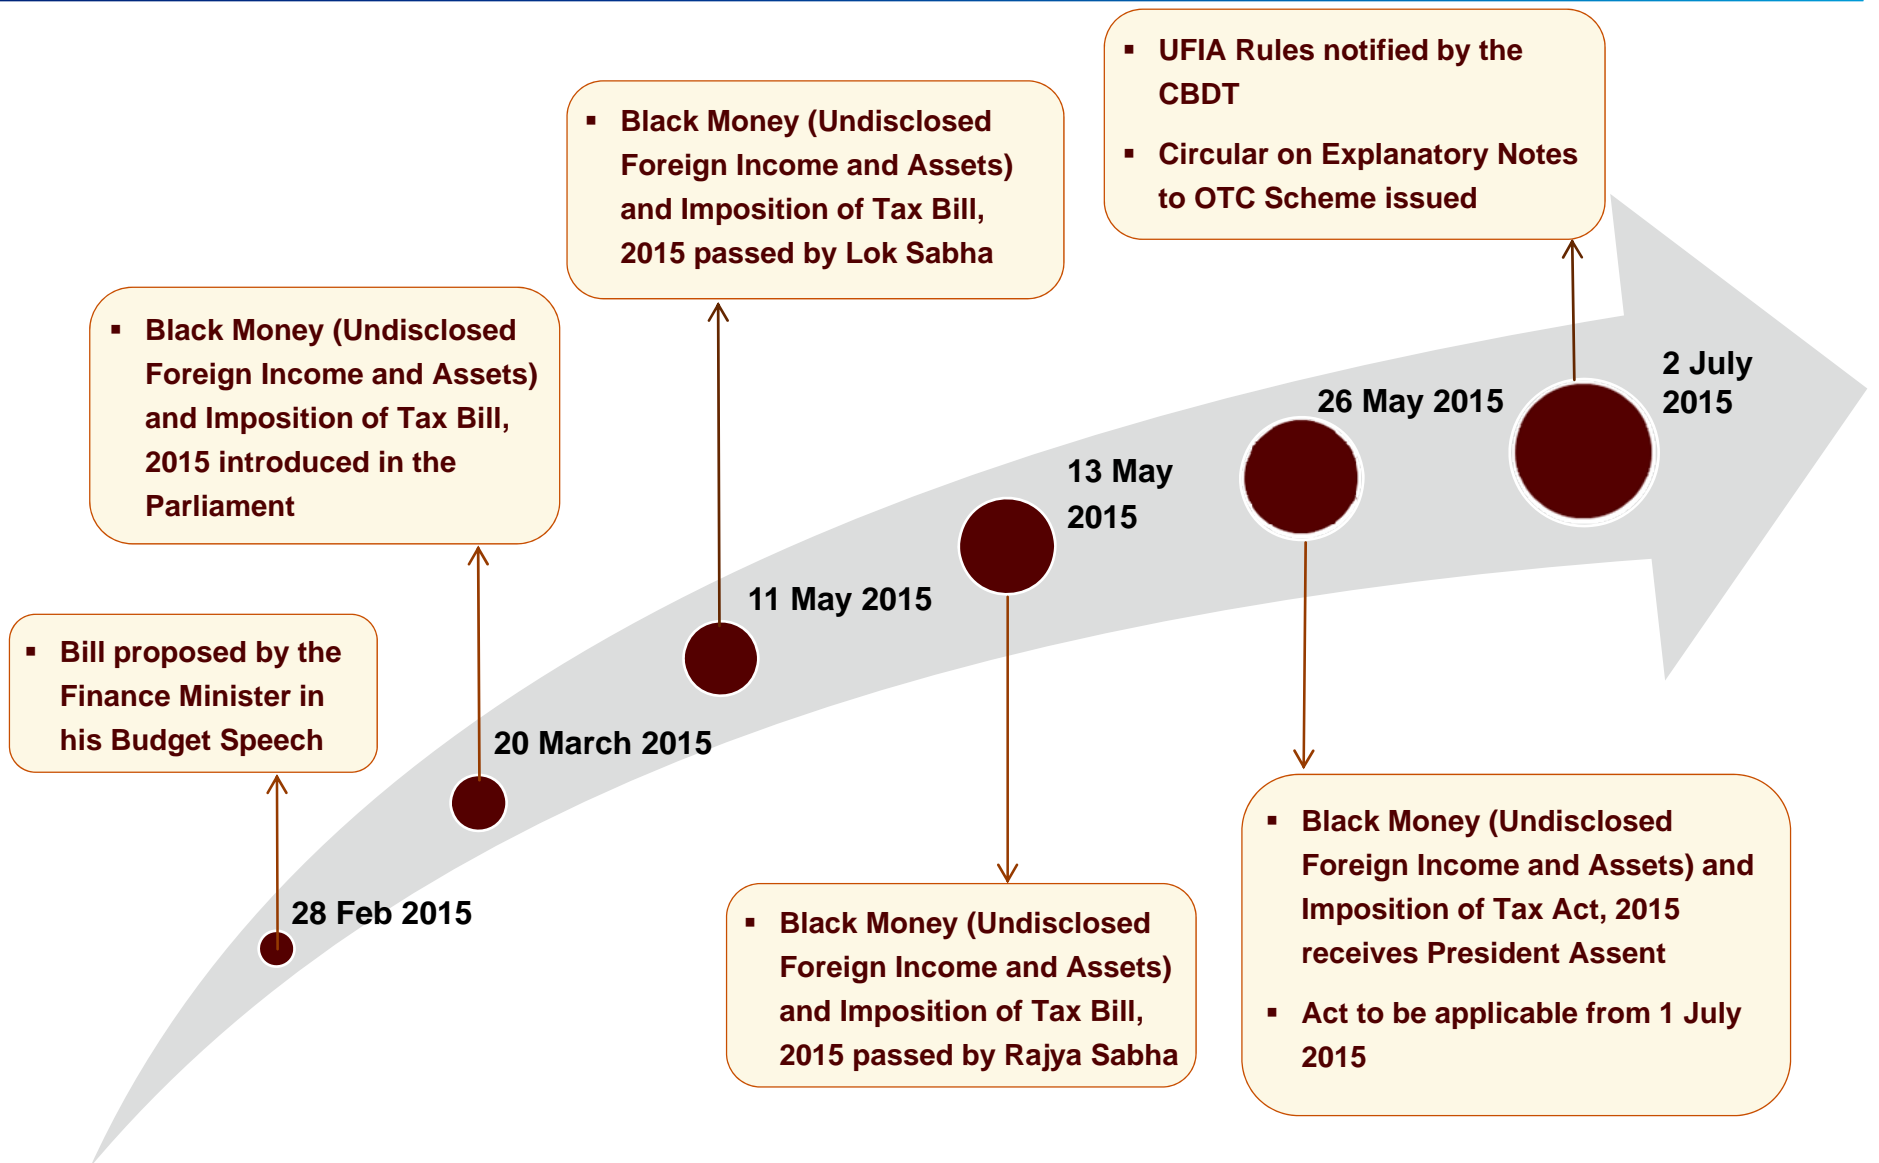 ▪ Bill proposed by the
Finance Minister in
his Budget Speech
28 Feb 2015
▪ Black Money (Undisclosed
Foreign Income and Assets)
and Imposition of Tax Bill,
2015 introduced in the
Parliament
20 March 2015
▪ Black Money (Undisclosed
Foreign Income and Assets)
and Imposition of Tax Bill,
2015 passed by Lok Sabha
11 May 2015
13 May
2015
▪ Black Money (Undisclosed
Foreign Income and Assets)
and Imposition of Tax Bill,
2015 passed by Rajya Sabha
26 May 2015
▪ Black Money (Undisclosed
Foreign Income and Assets) and
Imposition of Tax Act, 2015
receives President Assent
▪ Act to be applicable from 1 July
2015
▪ UFIA Rules notified by the
CBDT
▪ Circular on Explanatory Notes
to OTC Scheme issued
2 July
2015